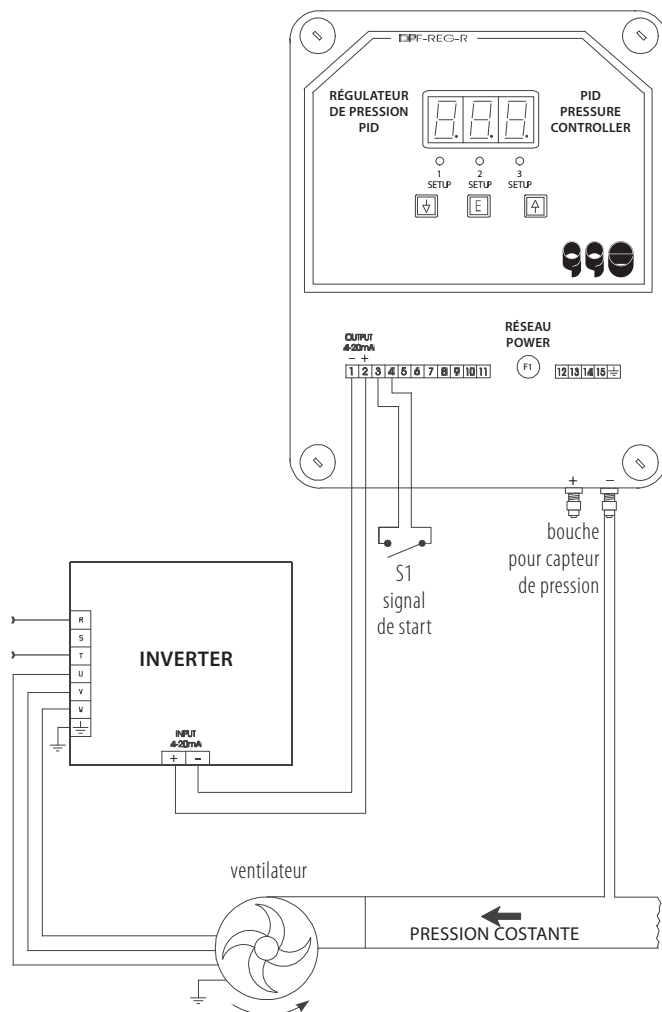 DPF-REG-R
RÉGULATEUR
DE PRESSION
PID
PID
PRESSURE
CONTROLLER
1
SETUP
2
SETUP
3
SETUP
E
OUTPUT
4-20mA
- +
1 2 3 4 5 6 7 8 9 10 11
RÉSEAU
POWER
F1
12 13 14 15
+ -
bouche
pour capteur
de pression
S1
signal
de start
INVERTER
R
S
T
U
V
W
INPUT
4-20mA
+ -
ventilateur
PRESSION COSTANTE